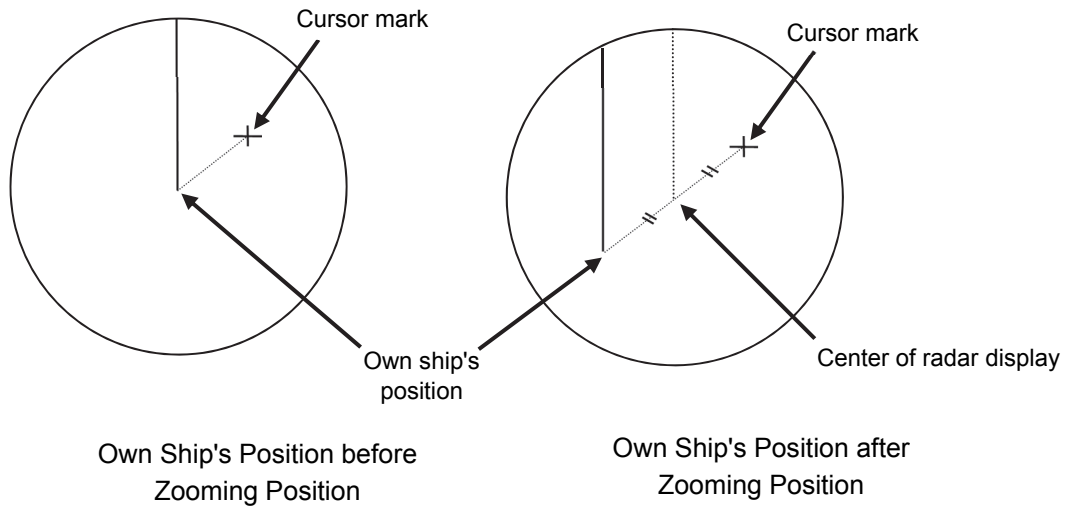 Cursor mark
Cursor mark
Own ship's
position
Center of radar display
Own Ship's Position before
Zooming Position
Own Ship's Position after
Zooming Position